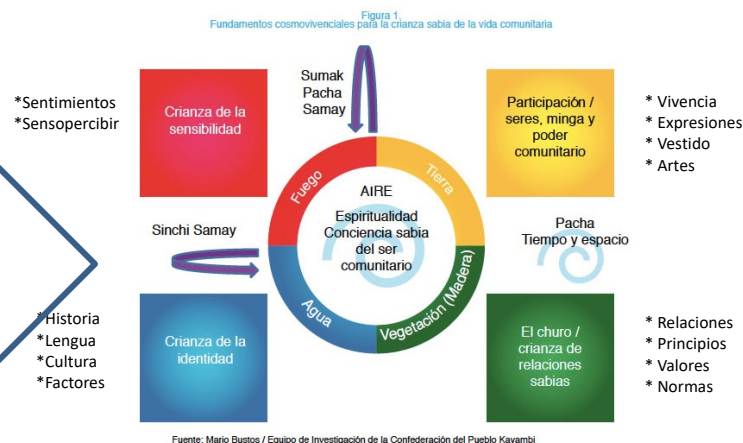 Figura 1.
Fundamentos cosmovivenciales para la crianza sabia de la vida comunitaria
*Sentimientos
*Sensopercibir
Crianza de la
sensibilidad
Sumak
Pacha
Samay
Participación /
seres, minga y
poder
comunitario
* Vivencia
* Expresiones
* Vestido
* Artes
Fuego
Tierra
AIRE
Espiritualidad
Conciencia sabia
del ser
comunitario
Sinchi Samay
Pacha
Tiempo y espacio
Agua
Vegetación (Madera)
*Historia
*Lengua
*Cultura
*Factores
Crianza de la
identidad
El churo /
crianza de
relaciones
sabias
* Relaciones
* Principios
* Valores
* Normas
Fuente: Mario Bustos / Equipo de Investigación de la Confederación del Pueblo Kayambi